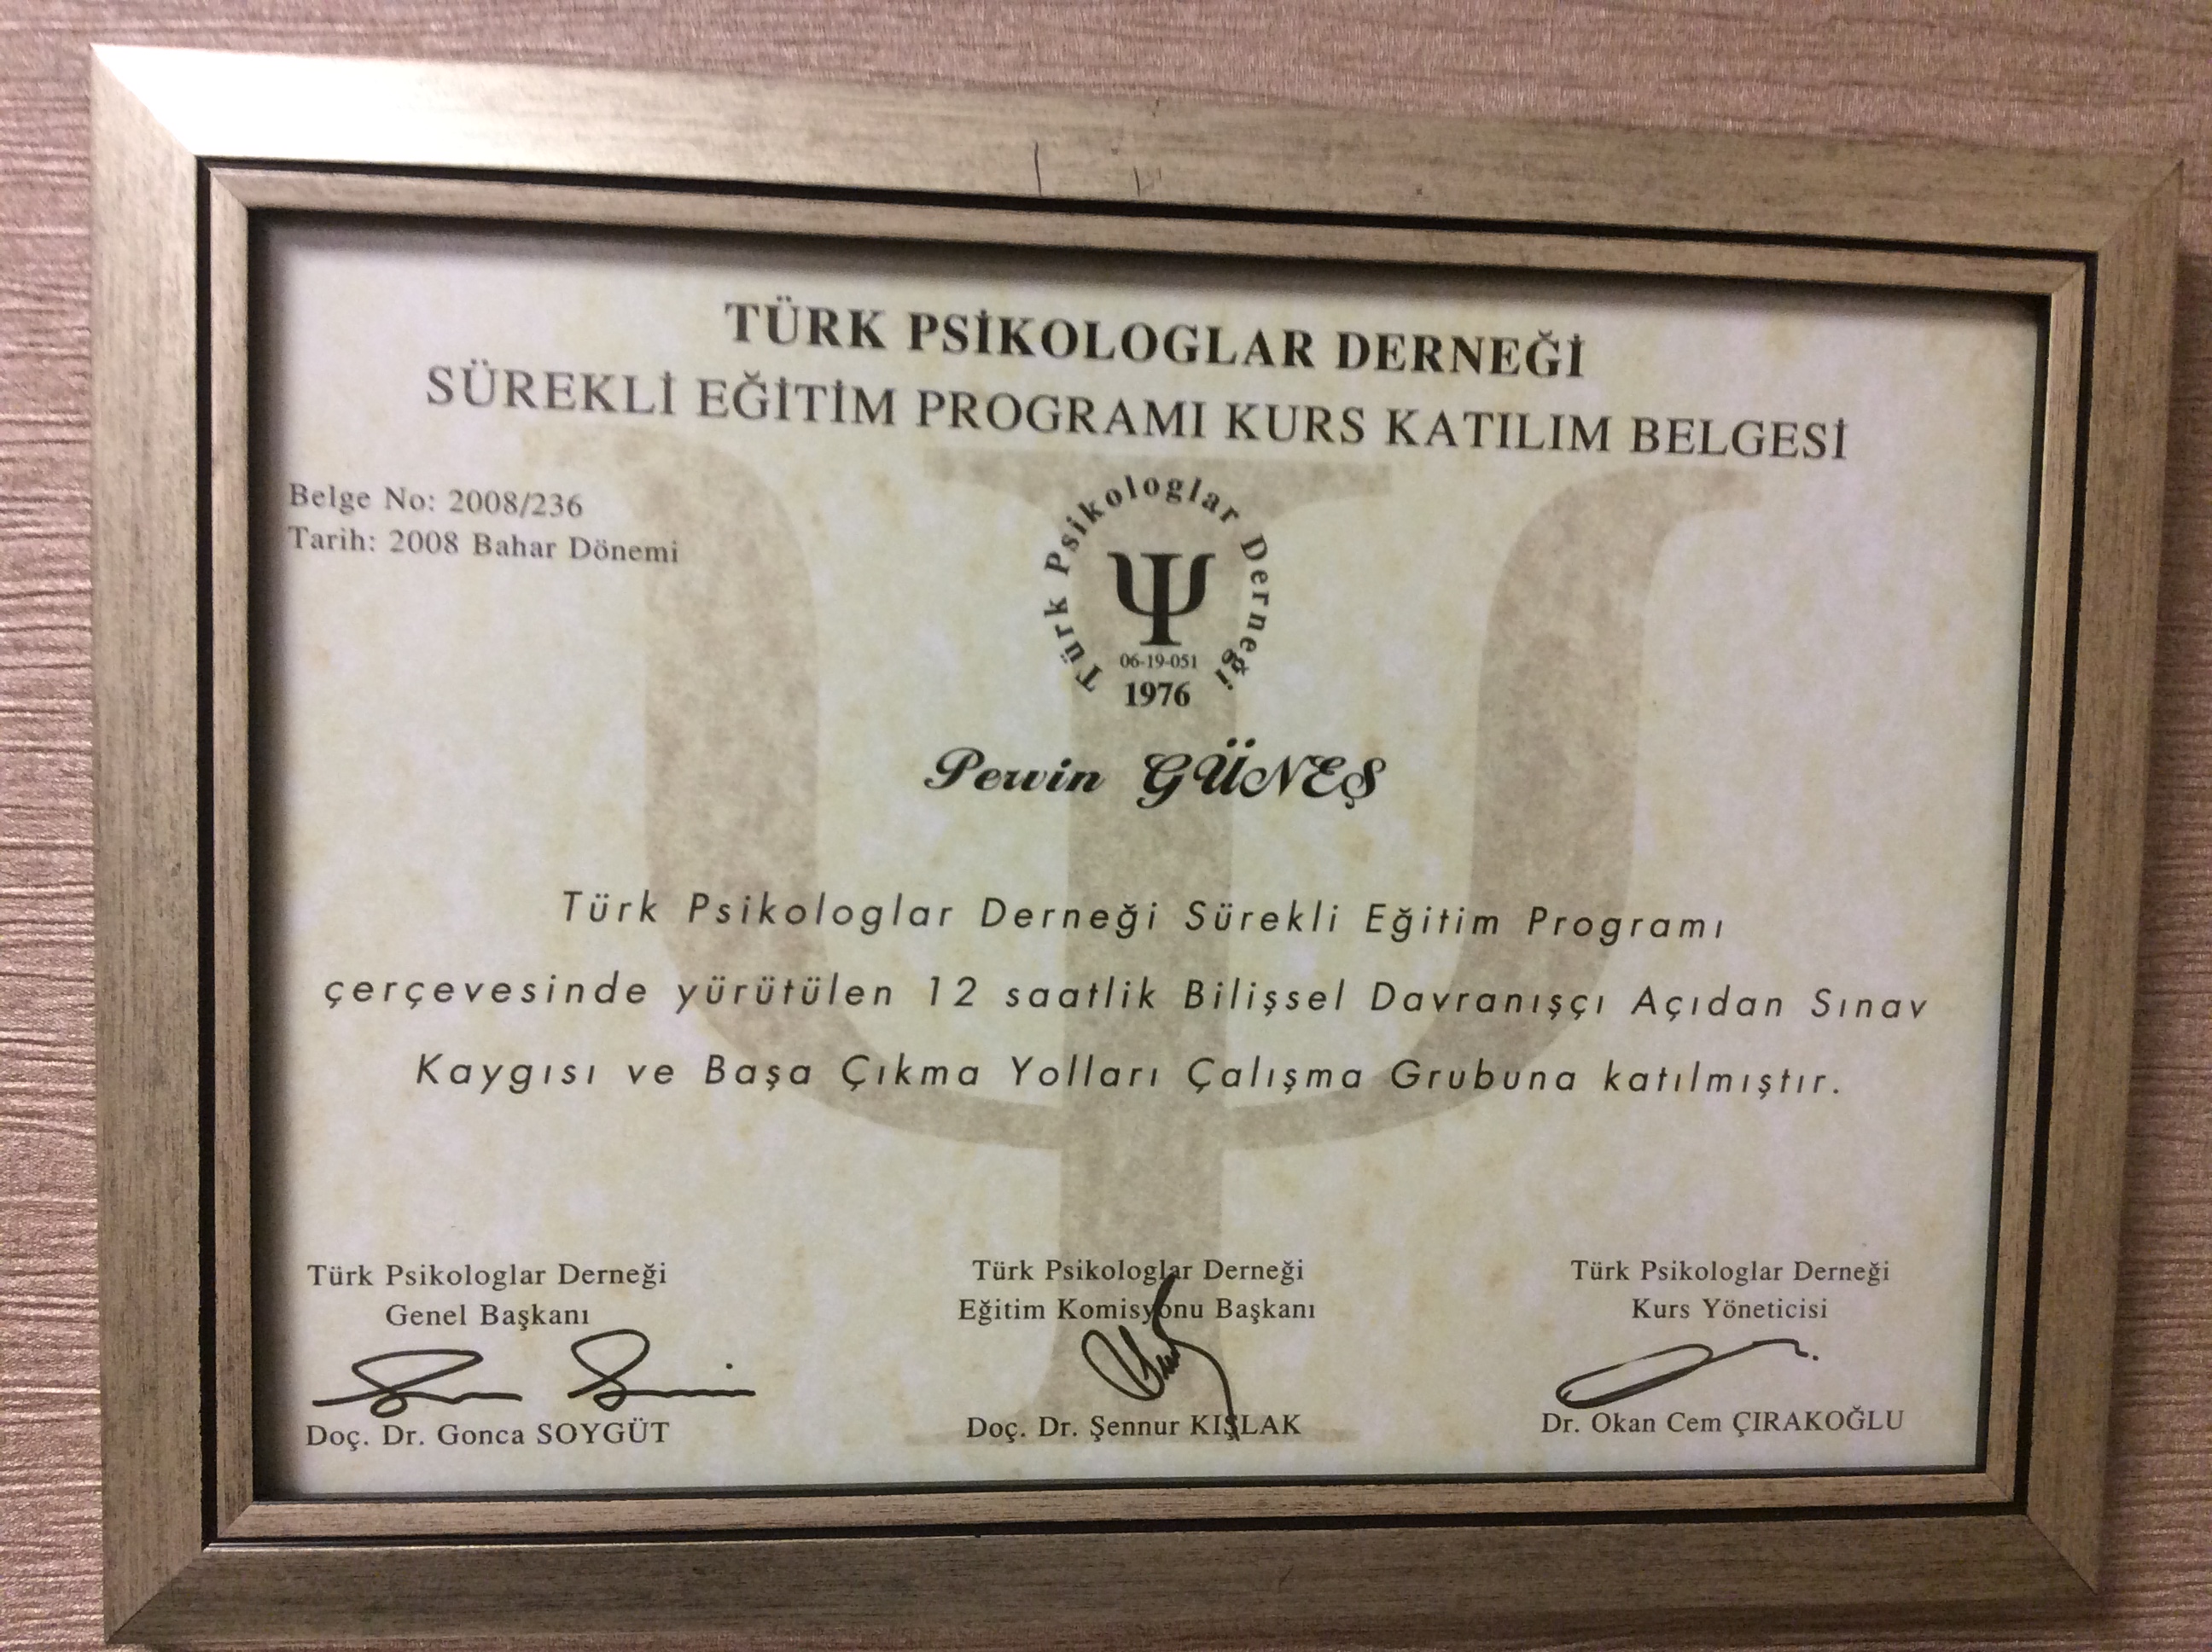 TÜRK PSİKOLOGLAR DERNEĞİ
SÜREKLİ EĞİTİM PROGRAMI KURS KATILIM BELGESİ
Belge No: 2008/236
Tarih: 2008 Bahar Dönemi
Türk Psikologlar Derneği
Ψ
06-19-051
1976
Pervin GÜNEŞ
Türk Psikologlar Derneği Sürekli Eğitim Programı
çerçevesinde yürütülen 12 saatlik Bilişsel Davranışçı Açıdan Sınav
Kaygısı ve Başa Çıkma Yolları Çalışma Grubuna katılmıştır.
Türk Psikologlar Derneği
Genel Başkanı
Doç. Dr. Gonca SOYGÜT
Türk Psikologlar Derneği
Eğitim Komisyonu Başkanı
Doç. Dr. Şennur KIŞLAK
Türk Psikologlar Derneği
Kurs Yöneticisi
Dr. Okan Cem ÇIRAKOĞLU